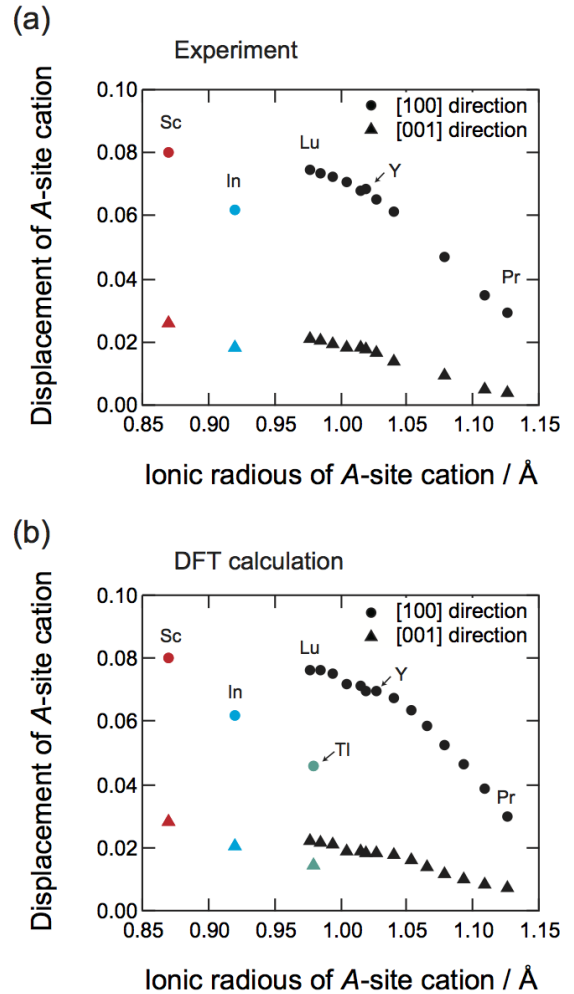 (a)
Experiment
0.10
0.08
0.06
0.04
0.02
0.00
Displacement of A-site cation
[100] direction
[001] direction
Sc
In
Lu
Y
Pr
0.85 0.90 0.95 1.00 1.05 1.10 1.15
Ionic radious of A-site cation / Å
(b)
DFT calculation
0.10
0.08
0.06
0.04
0.02
0.00
Displacement of A-site cation
[100] direction
[001] direction
Sc
In
Lu
Y
Tl
Pr
0.85 0.90 0.95 1.00 1.05 1.10 1.15
Ionic radious of A-site cation / Å